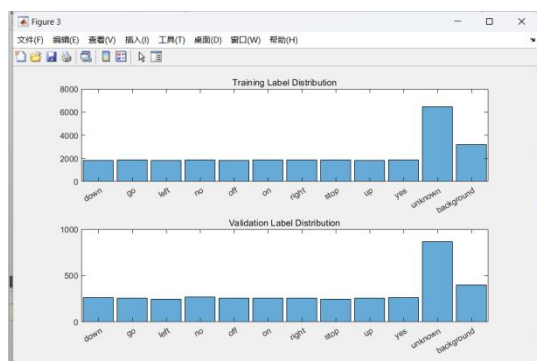 Figure 3
文件(F) 编辑(E) 查看(V) 插入(I) 工具(T) 桌面(D) 窗口(W) 帮助(H)
Training Label Distribution
8000
6000
4000
2000
0
down go left no off on right stop up yes unknown background
Validation Label Distribution
1000
500
0
down go left no off on right stop up yes unknown background